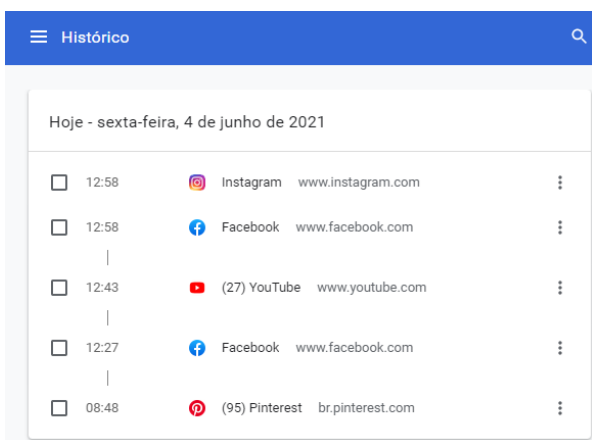 Histórico
Hoje - sexta-feira, 4 de junho de 2021
12:58 Instagram www.instagram.com
12:58 Facebook www.facebook.com
12:43 (27) YouTube www.youtube.com
12:27 Facebook www.facebook.com
08:48 (95) Pinterest br.pinterest.com